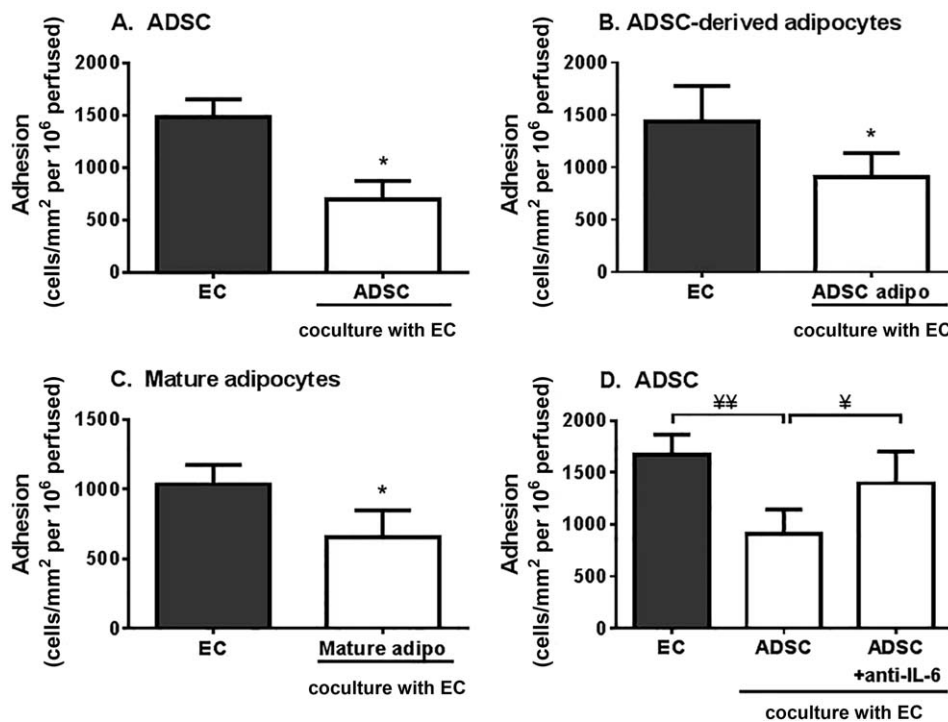 A. ADSC
Adhesion
(cells/mm² per 10⁶ perfused)
2000
1500
1000
500
0
*
EC
ADSC
coculture with EC
B. ADSC-derived adipocytes
Adhesion
(cells/mm² per 10⁶ perfused)
2000
1500
1000
500
0
*
EC
ADSC adipo
coculture with EC
C. Mature adipocytes
Adhesion
(cells/mm² per 10⁶ perfused)
1500
1000
500
0
*
EC
Mature adipo
coculture with EC
D. ADSC
Adhesion
(cells/mm² per 10⁶ perfused)
2000
1500
1000
500
0
¥¥
¥
EC
ADSC
ADSC
+anti-IL-6
coculture with EC